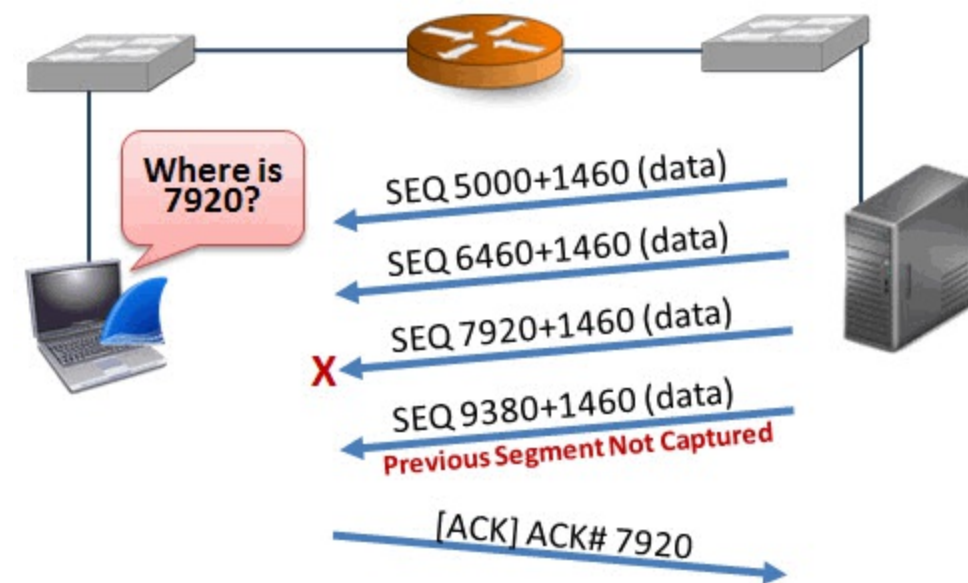 Where is
7920?
SEQ 5000+1460 (data)
SEQ 6460+1460 (data)
SEQ 7920+1460 (data)
X
SEQ 9380+1460 (data)
Previous Segment Not Captured
[ACK] ACK# 7920